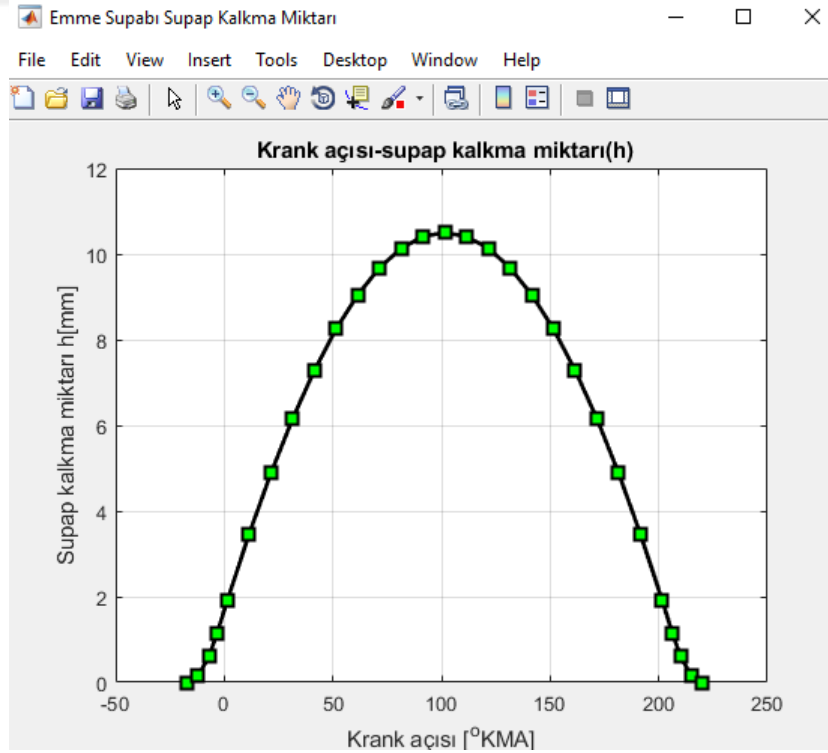 Emme Supabı Supap Kalkma Miktarı
File Edit View Insert Tools Desktop Window Help
Krank açısı-supap kalkma miktarı(h)
12
10
8
6
4
2
0
Supap kalkma miktarı h[mm]
-50 0 50 100 150 200 250
Krank açısı [°KMA]